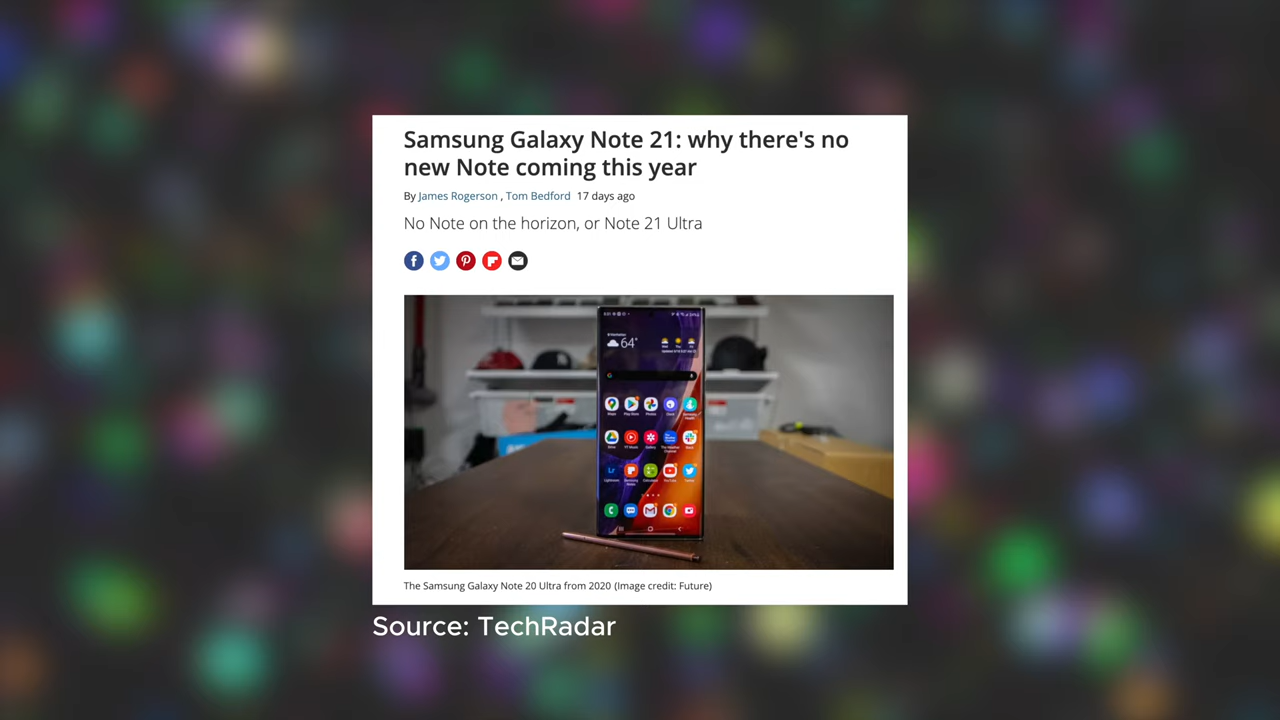 Samsung Galaxy Note 21: why there's no
new Note coming this year
By James Rogerson , Tom Bedford 17 days ago
No Note on the horizon, or Note 21 Ultra
64°
The Samsung Galaxy Note 20 Ultra from 2020 (Image credit: Future)
Source: TechRadar